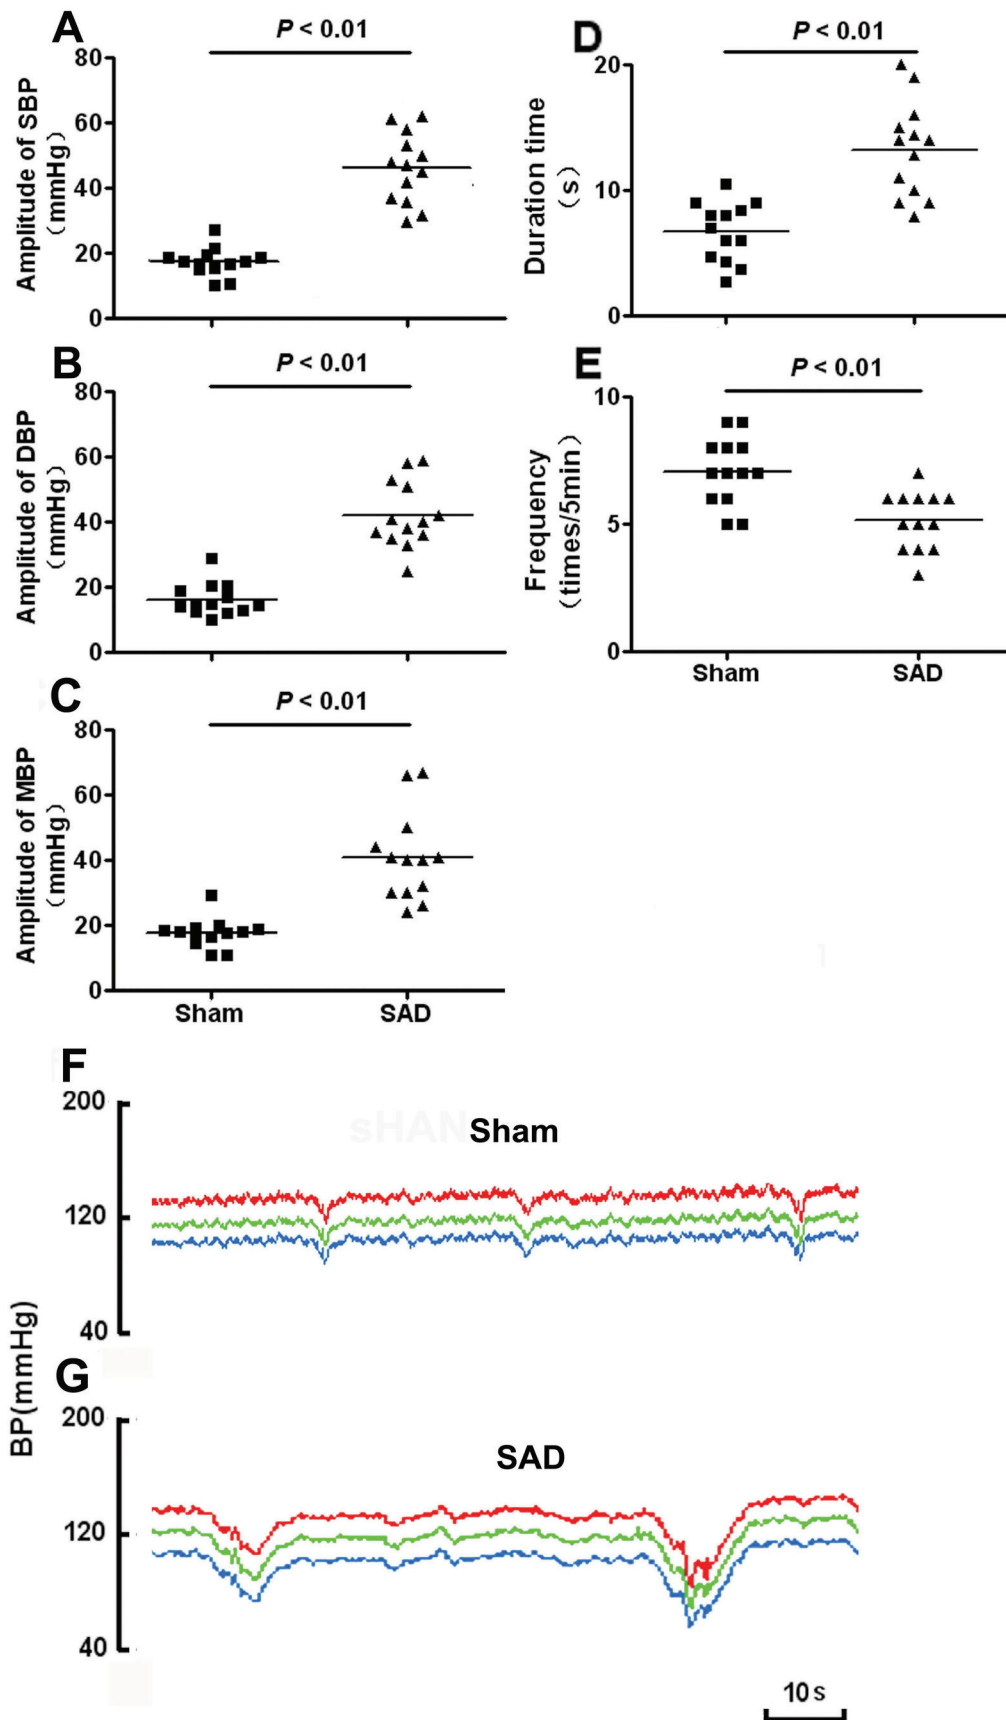 A
P < 0.01
Amplitude of SBP
(mmHg)
80
60
40
20
0
B
P < 0.01
Amplitude of DBP
(mmHg)
80
60
40
20
0
C
P < 0.01
Amplitude of MBP
(mmHg)
80
60
40
20
0
Sham
SAD
D
P < 0.01
Duration time
(s)
20
10
0
E
P < 0.01
Frequency
(times/5min)
10
5
0
Sham
SAD
F
200
sHAN
Sham
120
40
BP(mmHg)
G
200
SAD
120
40
10s